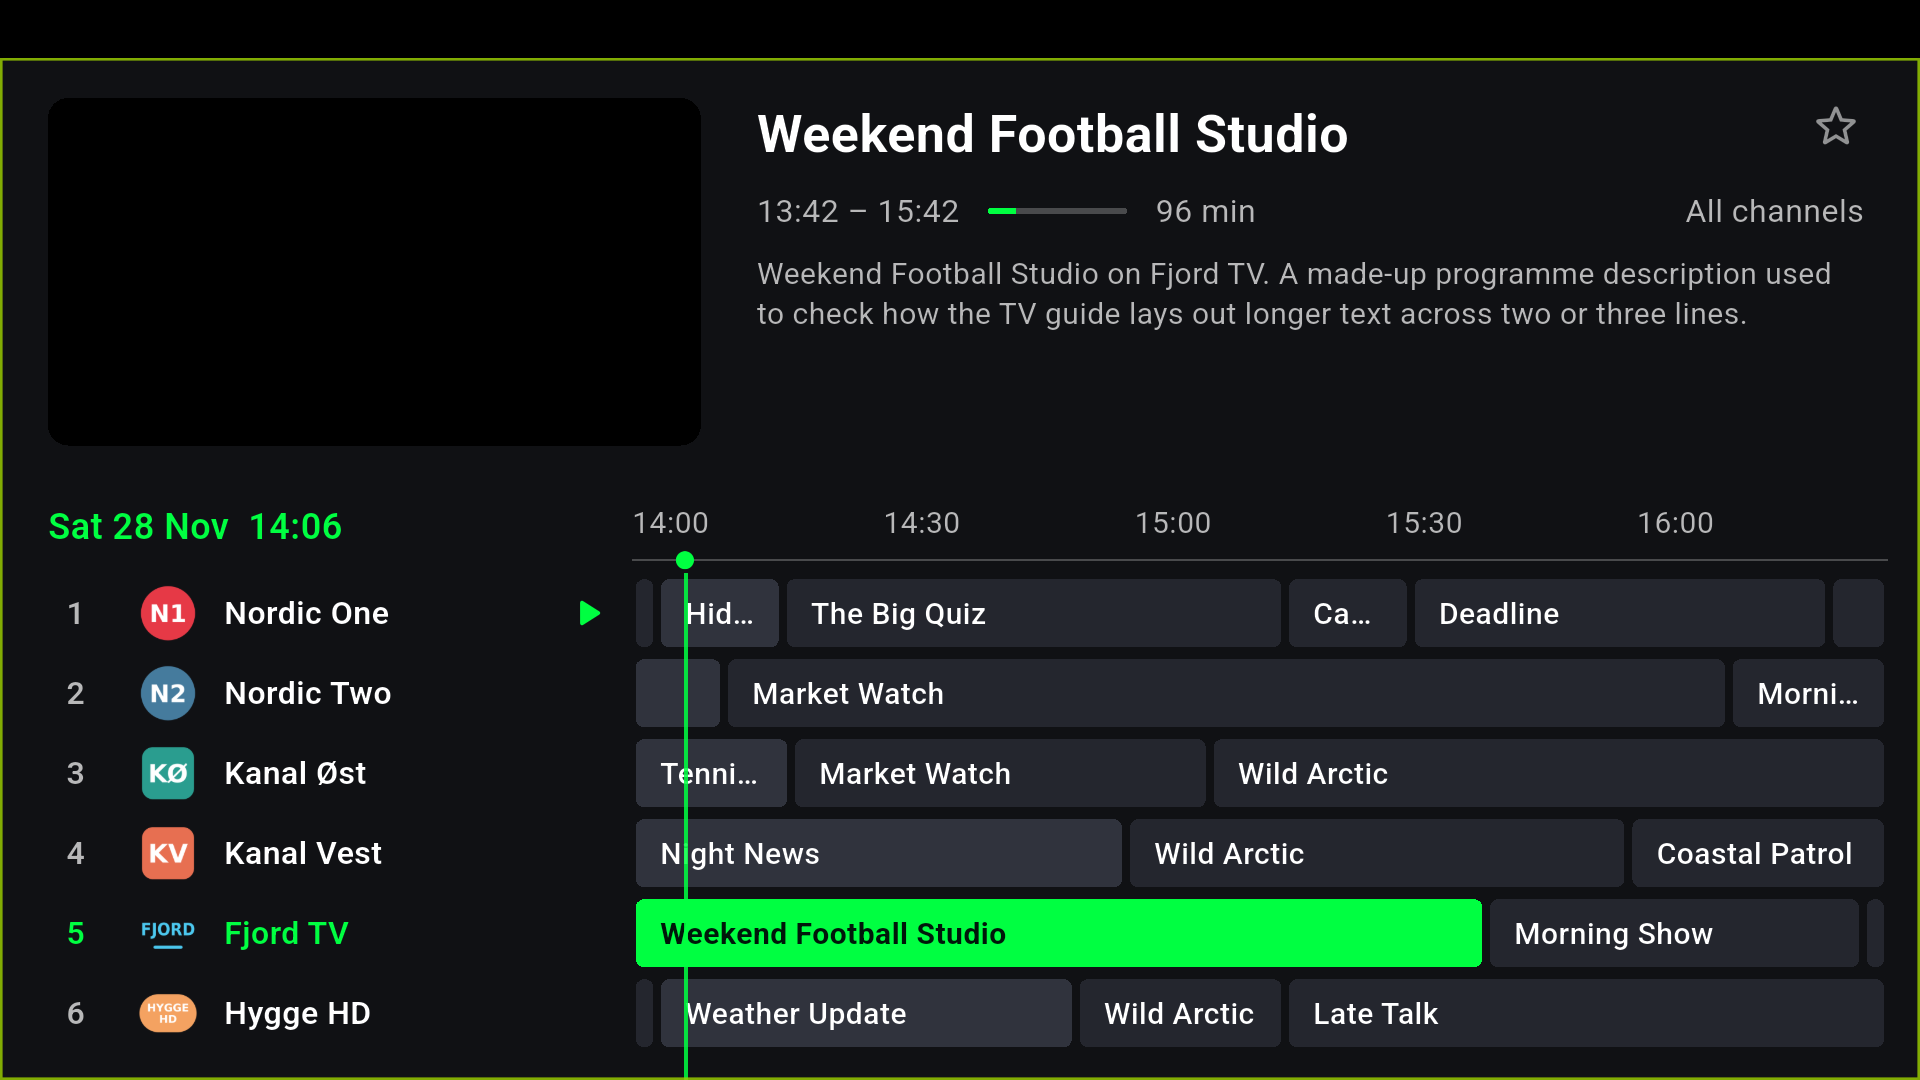 Weekend Football Studio
13:42 – 15:42 96 min All channels
Weekend Football Studio on Fjord TV. A made-up programme description used
to check how the TV guide lays out longer text across two or three lines.
Sat 28 Nov 14:06 14:00 14:30 15:00 15:30 16:00
1 N1 Nordic One Hid… The Big Quiz Ca… Deadline
2 N2 Nordic Two Market Watch Morni…
3 KØ Kanal Øst Tenni… Market Watch Wild Arctic
4 KV Kanal Vest Night News Wild Arctic Coastal Patrol
5 FJORD Fjord TV Weekend Football Studio Morning Show
6 HYGGE HD Hygge HD Weather Update Wild Arctic Late Talk